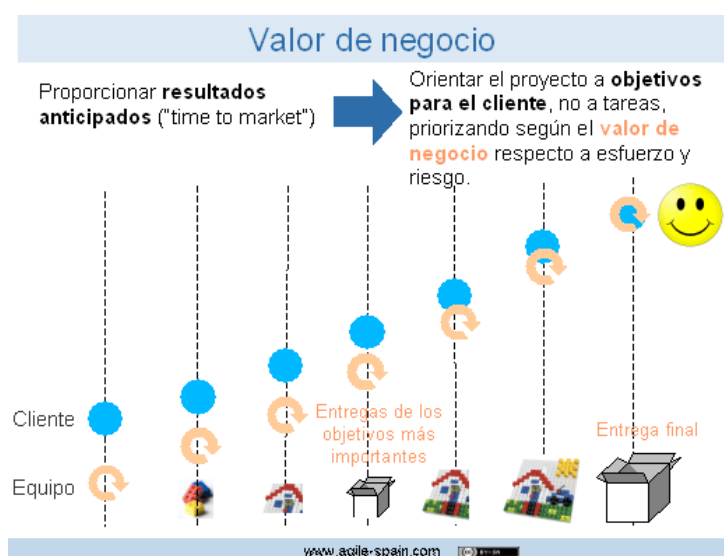 Valor de negocio
Proporcionar resultados
anticipados ("time to market")
Orientar el proyecto a objetivos
para el cliente, no a tareas,
priorizando según el valor de
negocio respecto a esfuerzo y
riesgo.
Cliente
Entregas de los
objetivos más
importantes
Entrega final
Equipo
www.agile-spain.com